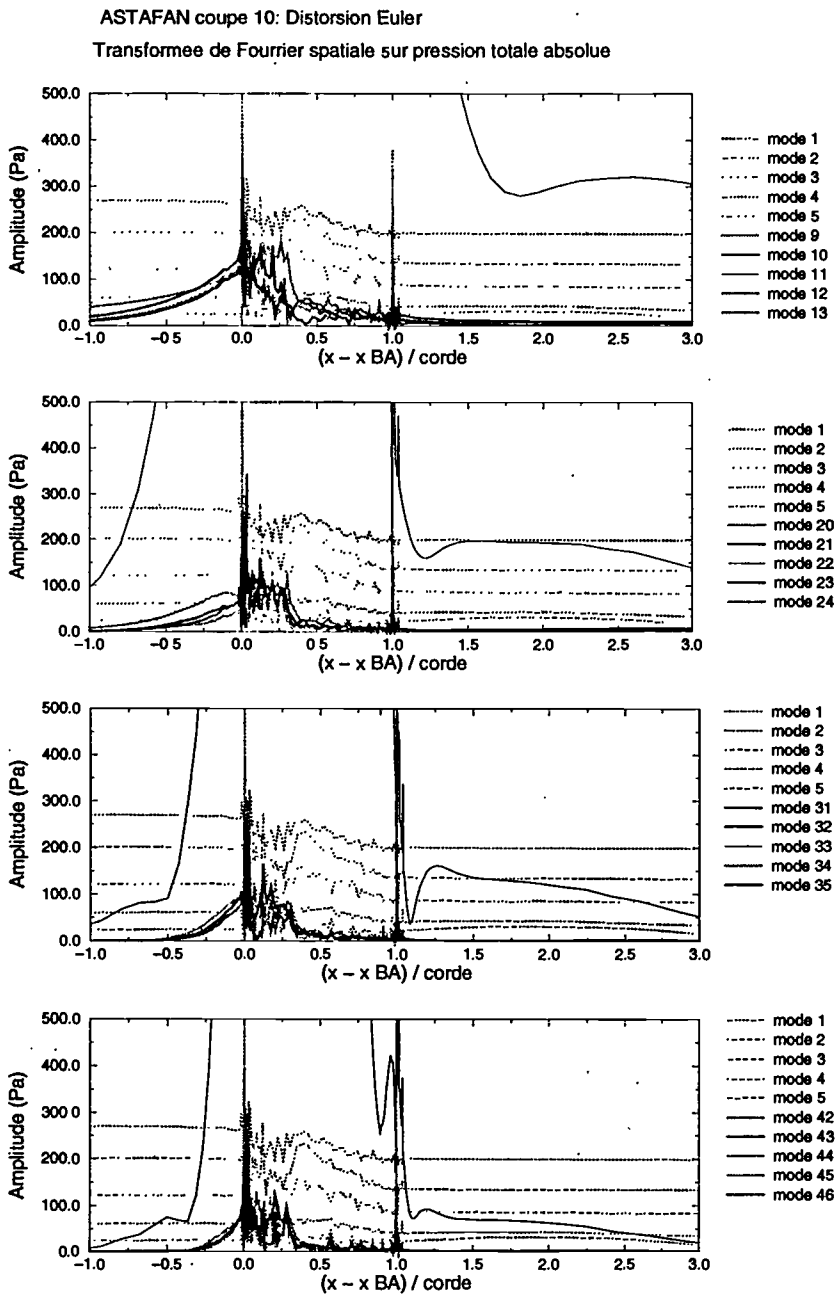 ASTAFAN coupe 10: Distorsion Euler
Transformee de Fourrier spatiale sur pression totale absolue
500.0
400.0
300.0
200.0
100.0
0.0
Amplitude (Pa)
-1.0 -0.5 0.0 0.5 1.0 1.5 2.0 2.5 3.0
(x - x BA) / corde
mode 1
mode 2
mode 3
mode 4
mode 5
mode 9
mode 10
mode 11
mode 12
mode 13
500.0
400.0
300.0
200.0
100.0
0.0
Amplitude (Pa)
-1.0 -0.5 0.0 0.5 1.0 1.5 2.0 2.5 3.0
(x - x BA) / corde
mode 1
mode 2
mode 3
mode 4
mode 5
mode 20
mode 21
mode 22
mode 23
mode 24
500.0
400.0
300.0
200.0
100.0
0.0
Amplitude (Pa)
-1.0 -0.5 0.0 0.5 1.0 1.5 2.0 2.5 3.0
(x - x BA) / corde
mode 1
mode 2
mode 3
mode 4
mode 5
mode 31
mode 32
mode 33
mode 34
mode 35
500.0
400.0
300.0
200.0
100.0
0.0
Amplitude (Pa)
-1.0 -0.5 0.0 0.5 1.0 1.5 2.0 2.5 3.0
(x - x BA) / corde
mode 1
mode 2
mode 3
mode 4
mode 5
mode 42
mode 43
mode 44
mode 45
mode 46